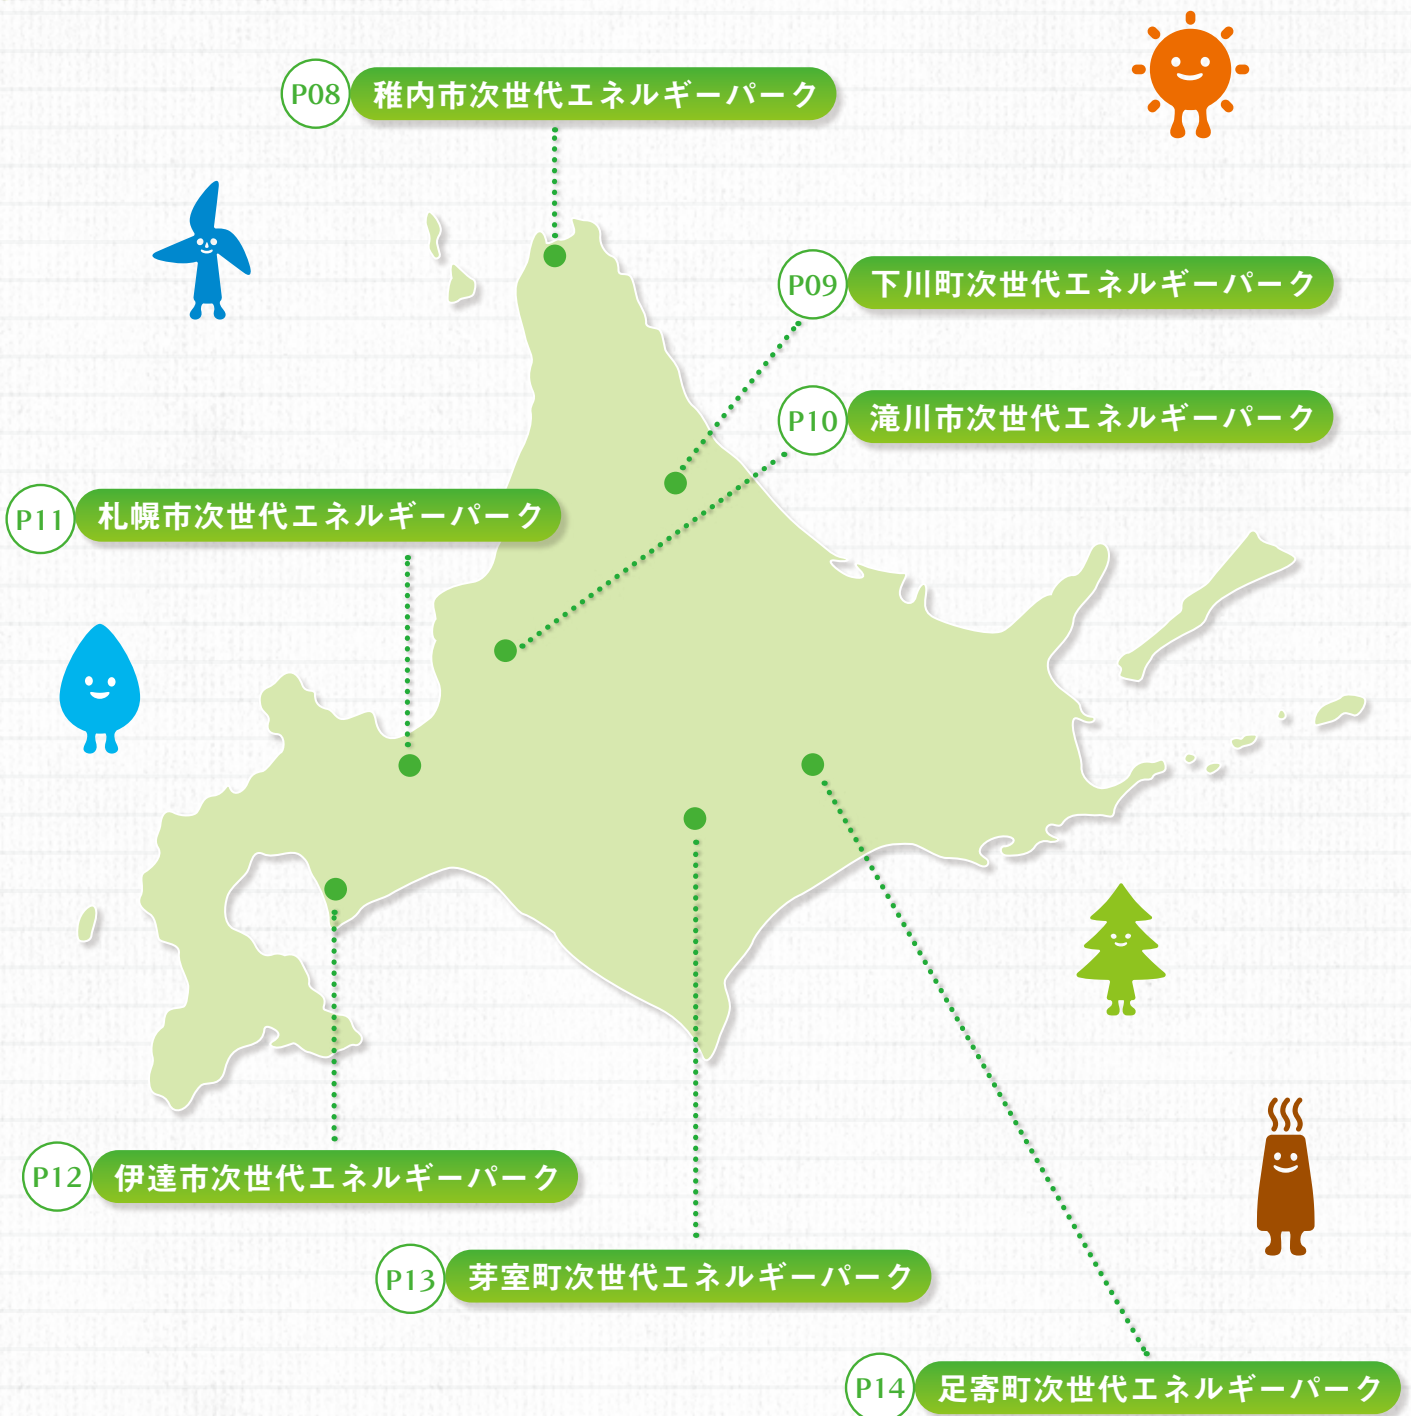 P08 稚内市次世代エネルギーパーク
P09 下川町次世代エネルギーパーク
P10 滝川市次世代エネルギーパーク
P11 札幌市次世代エネルギーパーク
P12 伊達市次世代エネルギーパーク
P13 芽室町次世代エネルギーパーク
P14 足寄町次世代エネルギーパーク